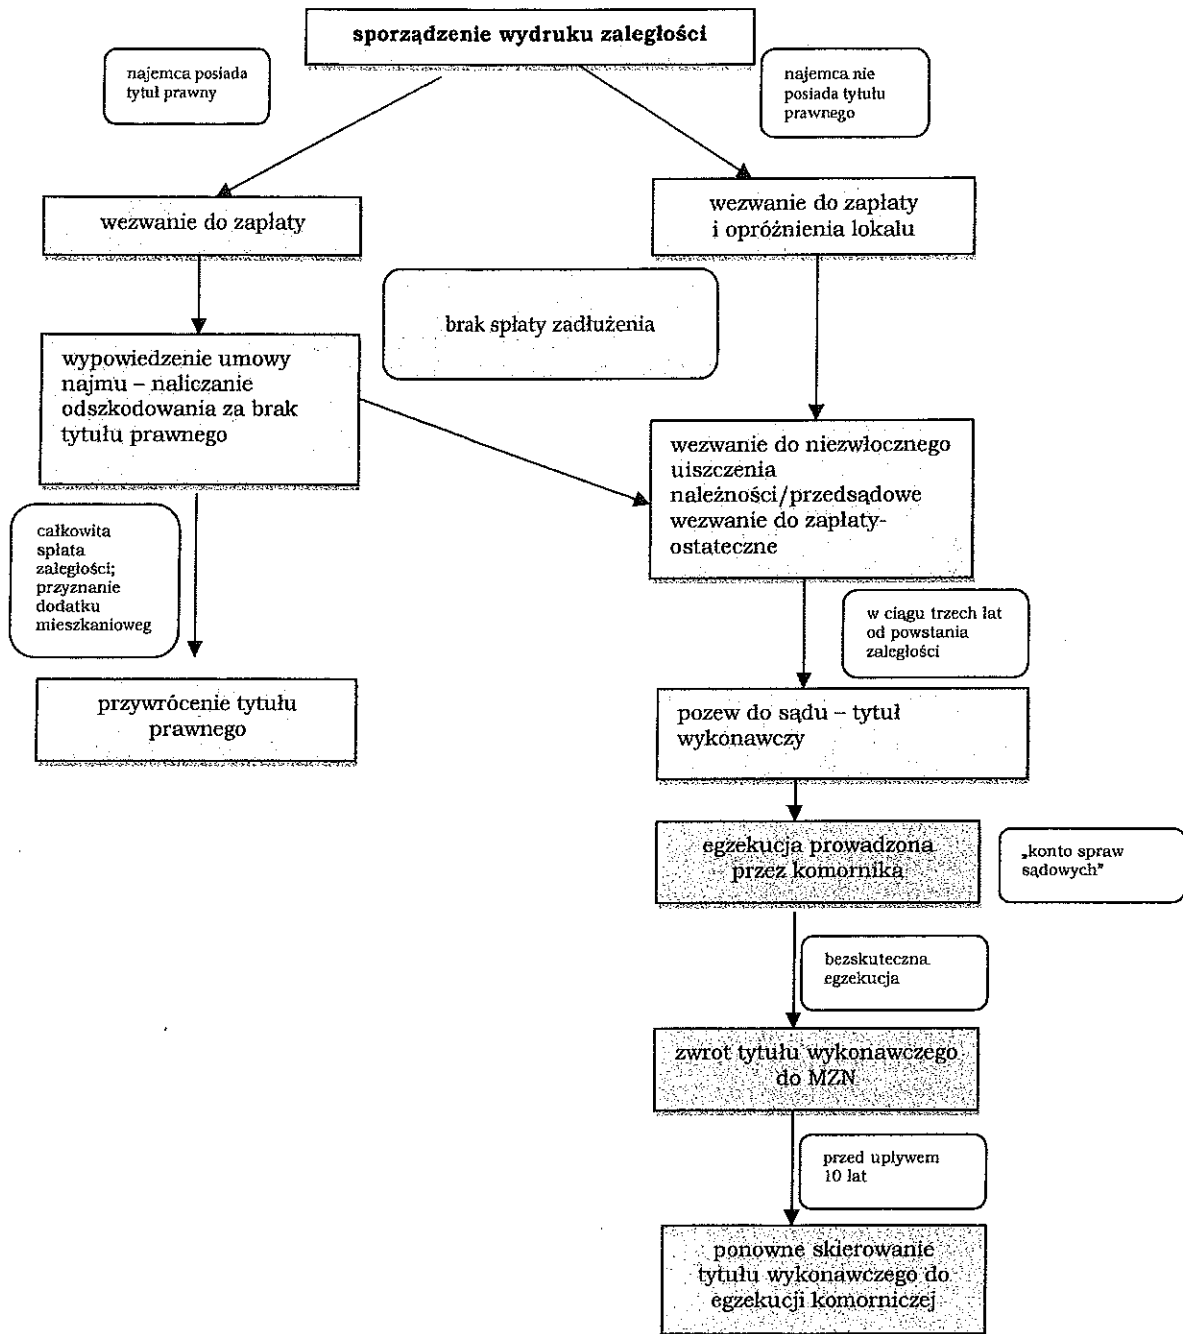 sporządzenie wydruku zaległości
najemca posiada
tytuł prawny
najemca nie
posiada tytułu
prawnego
wezwanie do zapłaty
wezwanie do zapłaty
i opróżnienia lokalu
brak spłaty zadłużenia
wypowiedzenie umowy
najmu – naliczanie
odszkodowania za brak
tytułu prawnego
wezwanie do niezwłocznego
uiszczenia
należności/przedsądowe
wezwanie do zapłaty-
ostateczne
całkowita
spłata
zaległości;
przyznanie
dodatku
mieszkanioweg
w ciągu trzech lat
od powstania
zaległości
przywrócenie tytułu
prawnego
pozew do sądu – tytuł
wykonawczy
egzekucja prowadzona
przez komornika
„konto spraw
sądowych"
bezskuteczna
egzekucja
zwrot tytułu wykonawczego
do MZN
przed upływem
10 lat
ponowne skierowanie
tytułu wykonawczego do
egzekucji komorniczej